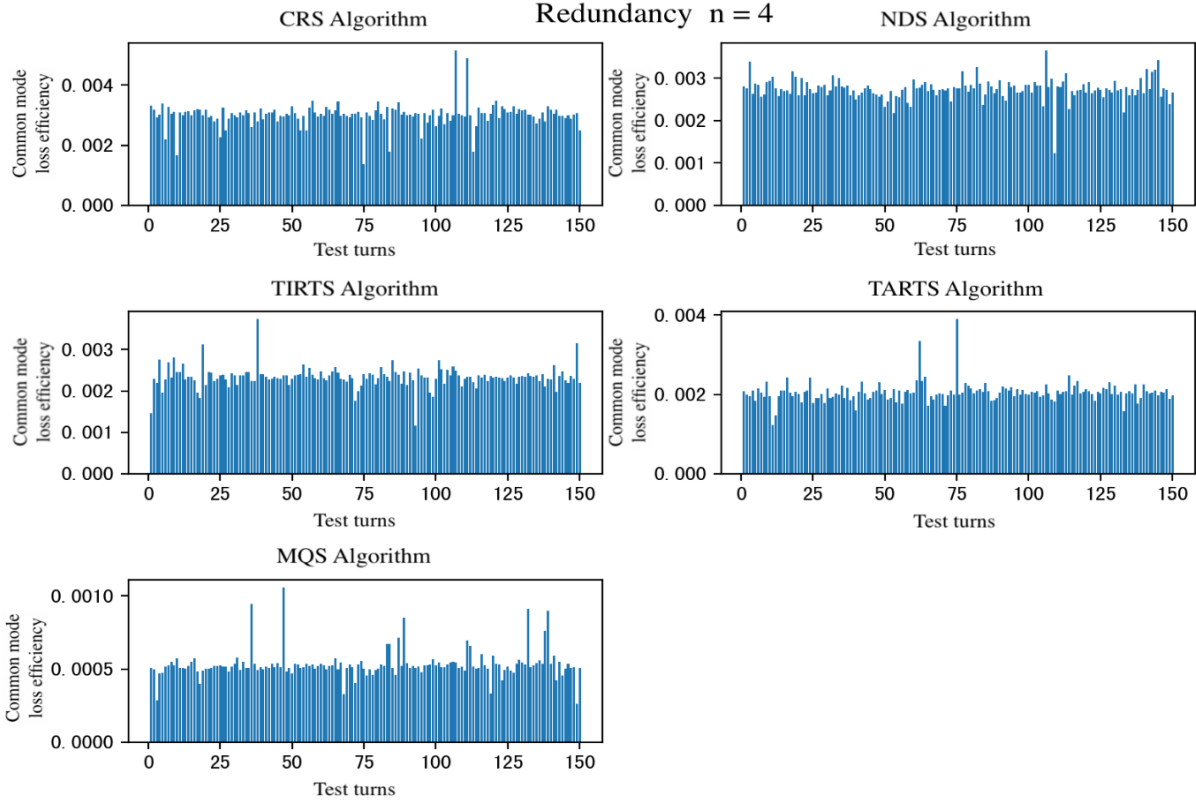 Redundancy n = 4
CRS Algorithm
Common mode
loss efficiency
0. 004
0. 002
0. 000
0 25 50 75 100 125 150
Test turns
NDS Algorithm
Common mode
loss efficiency
0. 003
0. 002
0. 001
0. 000
0 25 50 75 100 125 150
Test turns
TIRTS Algorithm
Common mode
loss efficiency
0. 003
0. 002
0. 001
0. 000
0 25 50 75 100 125 150
Test turns
TARTS Algorithm
Common mode
loss efficiency
0. 004
0. 002
0. 000
0 25 50 75 100 125 150
Test turns
MQS Algorithm
Common mode
loss efficiency
0. 0010
0. 0005
0. 0000
0 25 50 75 100 125 150
Test turns